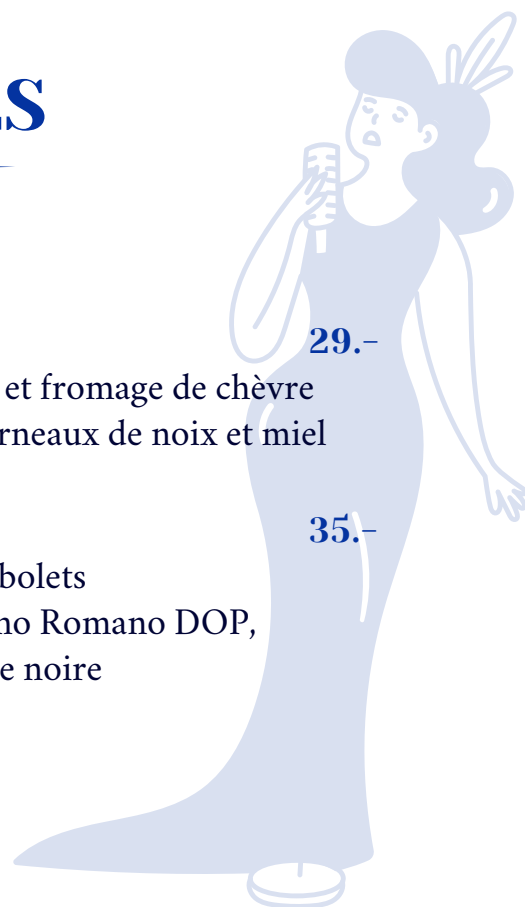 S
29.–
et fromage de chèvre
rneaux de noix et miel
35.–
bolets
no Romano DOP,
e noire